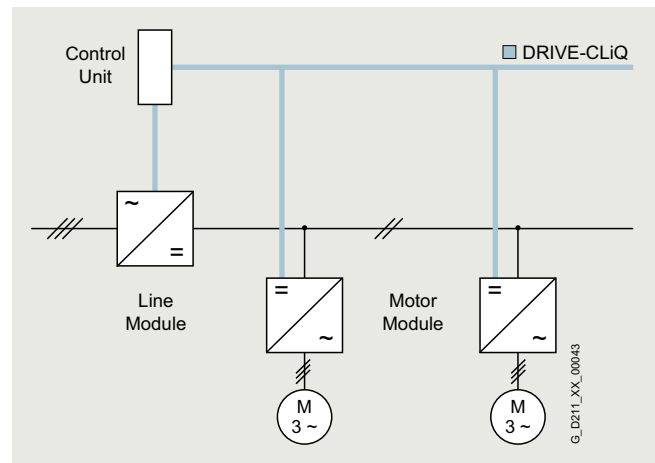 Control
Unit
DRIVE-CLiQ
~
=
Line
Module
=
~
Motor
Module
=
~
M
3 ~
M
3 ~
G_D211_XX_00043